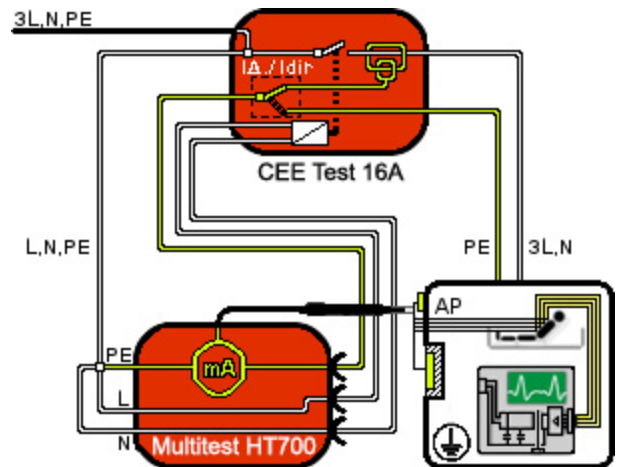 3L,N,PE
IΔ./Idir
CEE Test 16A
L,N,PE
PE
3L,N
AP
PE
mA
L
N
Multitest HT700